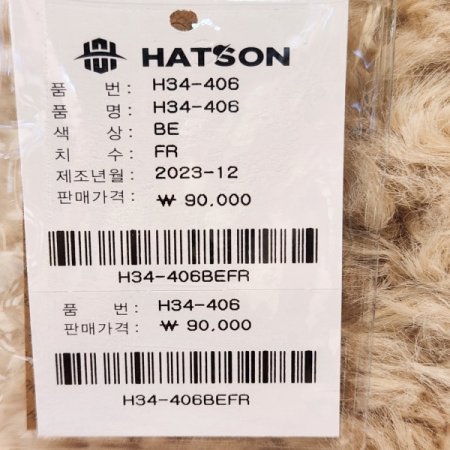 HATSON
품 번 : H34-406
품 명 : H34-406
색 상 : BE
치 수 : FR
제조년월 : 2023-12
판매가격 : ₩ 90,000
H34-406BEFR
품 번 : H34-406
판매가격 : ₩ 90,000
H34-406BEFR